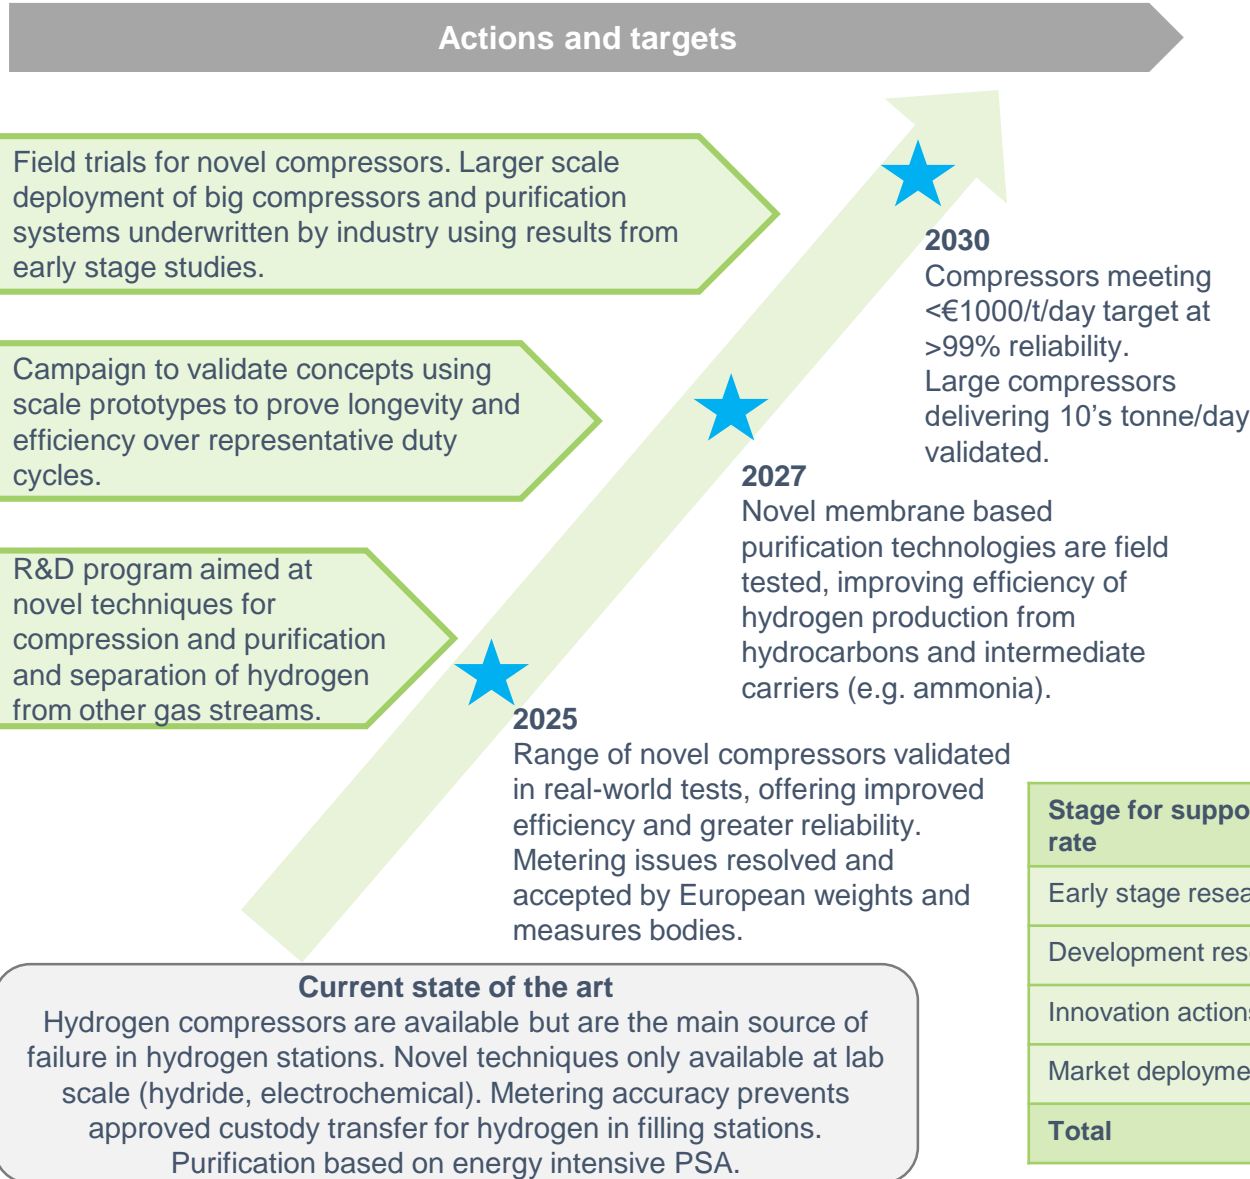 Actions and targets
Field trials for novel compressors. Larger scale
deployment of big compressors and purification
systems underwritten by industry using results from
early stage studies.
Campaign to validate concepts using
scale prototypes to prove longevity and
efficiency over representative duty
cycles.
R&D program aimed at
novel techniques for
compression and purification
and separation of hydrogen
from other gas streams.
2030
Compressors meeting
<€1000/t/day target at
>99% reliability.
Large compressors
delivering 10's tonne/day
validated.
2027
Novel membrane based
purification technologies are field
tested, improving efficiency of
hydrogen production from
hydrocarbons and intermediate
carriers (e.g. ammonia).
2025
Range of novel compressors validated
in real-world tests, offering improved
efficiency and greater reliability.
Metering issues resolved and
accepted by European weights and
measures bodies.
Current state of the art
Hydrogen compressors are available but are the main source of
failure in hydrogen stations. Novel techniques only available at lab
scale (hydride, electrochemical). Metering accuracy prevents
approved custody transfer for hydrogen in filling stations.
Purification based on energy intensive PSA.
Stage for
rate
Early stage
Development
Innovation
Market
Total